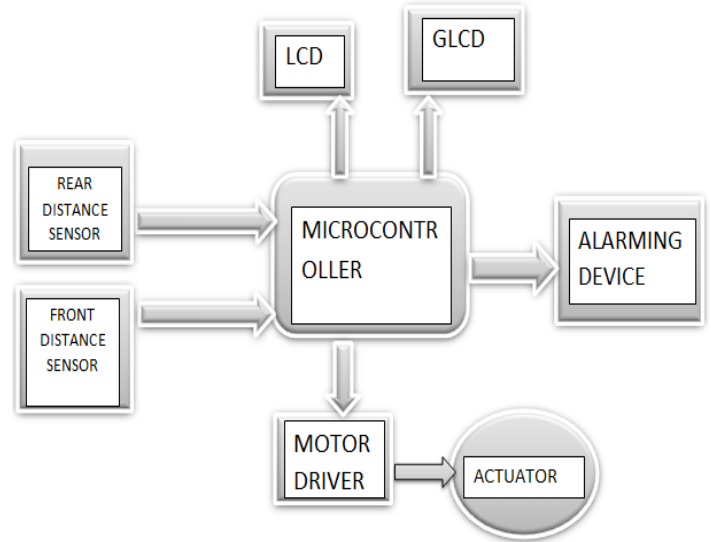 LCD
GLCD
REAR
DISTANCE
SENSOR
MICROCONTR
OLLER
ALARMING
DEVICE
FRONT
DISTANCE
SENSOR
MOTOR
DRIVER
ACTUATOR